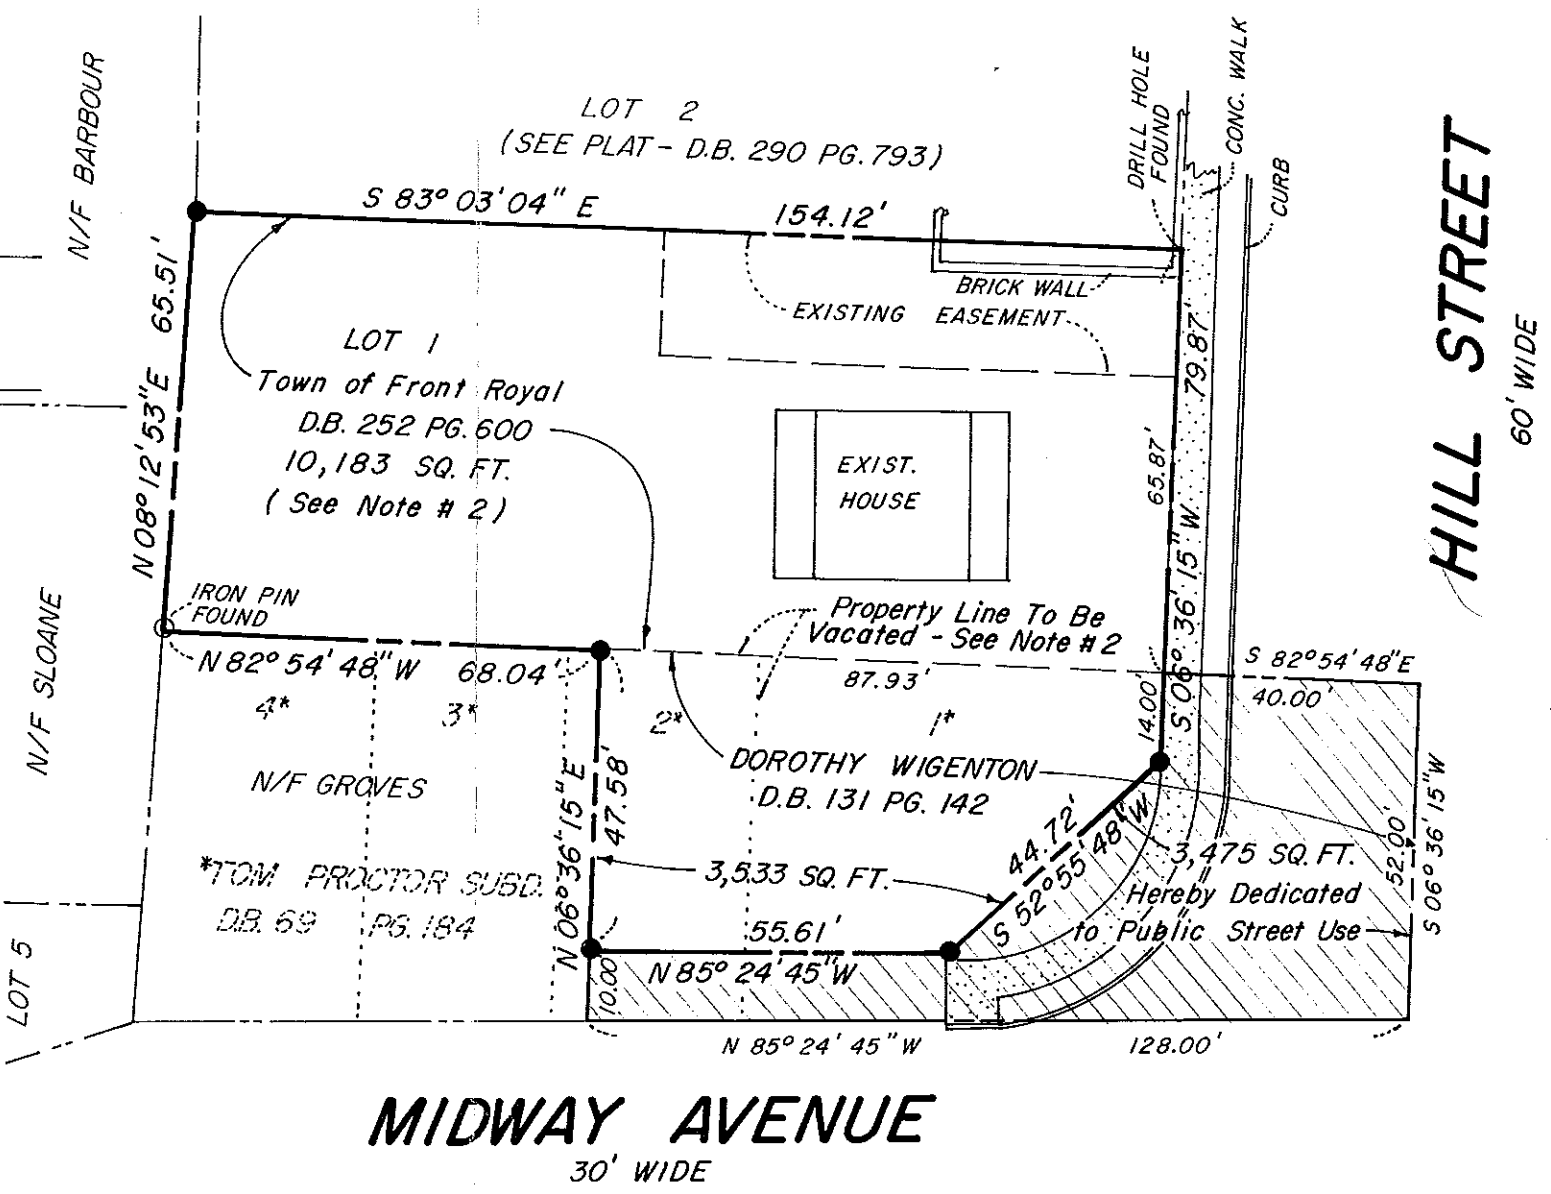 N/F BARBOUR
LOT 2
(SEE PLAT - D.B. 290 PG. 793)
DRILL HOLE
FOUND
CONC. WALK
CURB
HILL STREET
60' WIDE
S 83° 03' 04" E
154.12'
N 08° 12' 53" E 65.51'
BRICK WALL
EXISTING EASEMENT
LOT 1
Town of Front Royal
D.B. 252 PG. 600
10,183 SQ. FT.
( See Note # 2 )
EXIST.
HOUSE
79.87'
65.87'
S 06° 36' 15" W
14.00'
IRON PIN
FOUND
N 82° 54' 48" W 68.04'
Property Line To Be
Vacated - See Note # 2
87.93'
S 82° 54' 48" E
40.00'
N/F SLOANE
4*
3*
2*
1*
N/F GROVES
DOROTHY WIGENTON
D.B. 131 PG. 142
N 06° 36' 15" E
47.58'
44.72'
S 52° 55' 48" W
52.00'
S 06° 36' 15" W
3,533 SQ. FT.
3,475 SQ. FT.
Hereby Dedicated
to Public Street Use
*TOM PROCTOR SUBD.
D.B. 69 PG. 184
LOT 5
55.61'
N 85° 24' 45" W
10.00'
N 85° 24' 45" W
128.00'
MIDWAY AVENUE
30' WIDE